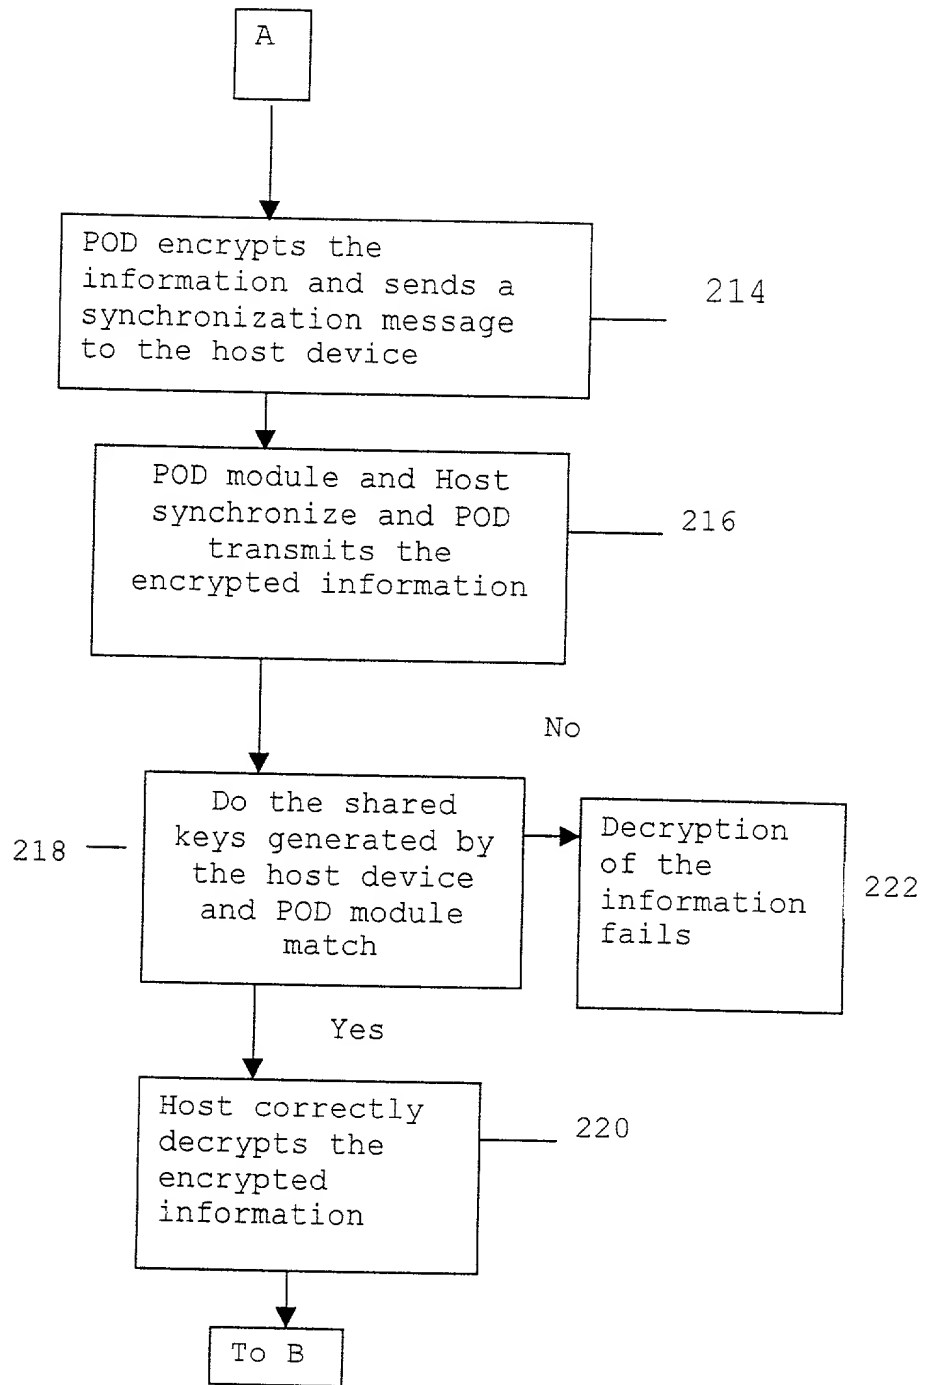 A
POD encrypts the
information and sends a
synchronization message
to the host device
214
POD module and Host
synchronize and POD
transmits the
encrypted information
216
No
Do the shared
keys generated by
the host device
and POD module
match
218
Decryption
of the
information
fails
222
Yes
Host correctly
decrypts the
encrypted
information
220
To B